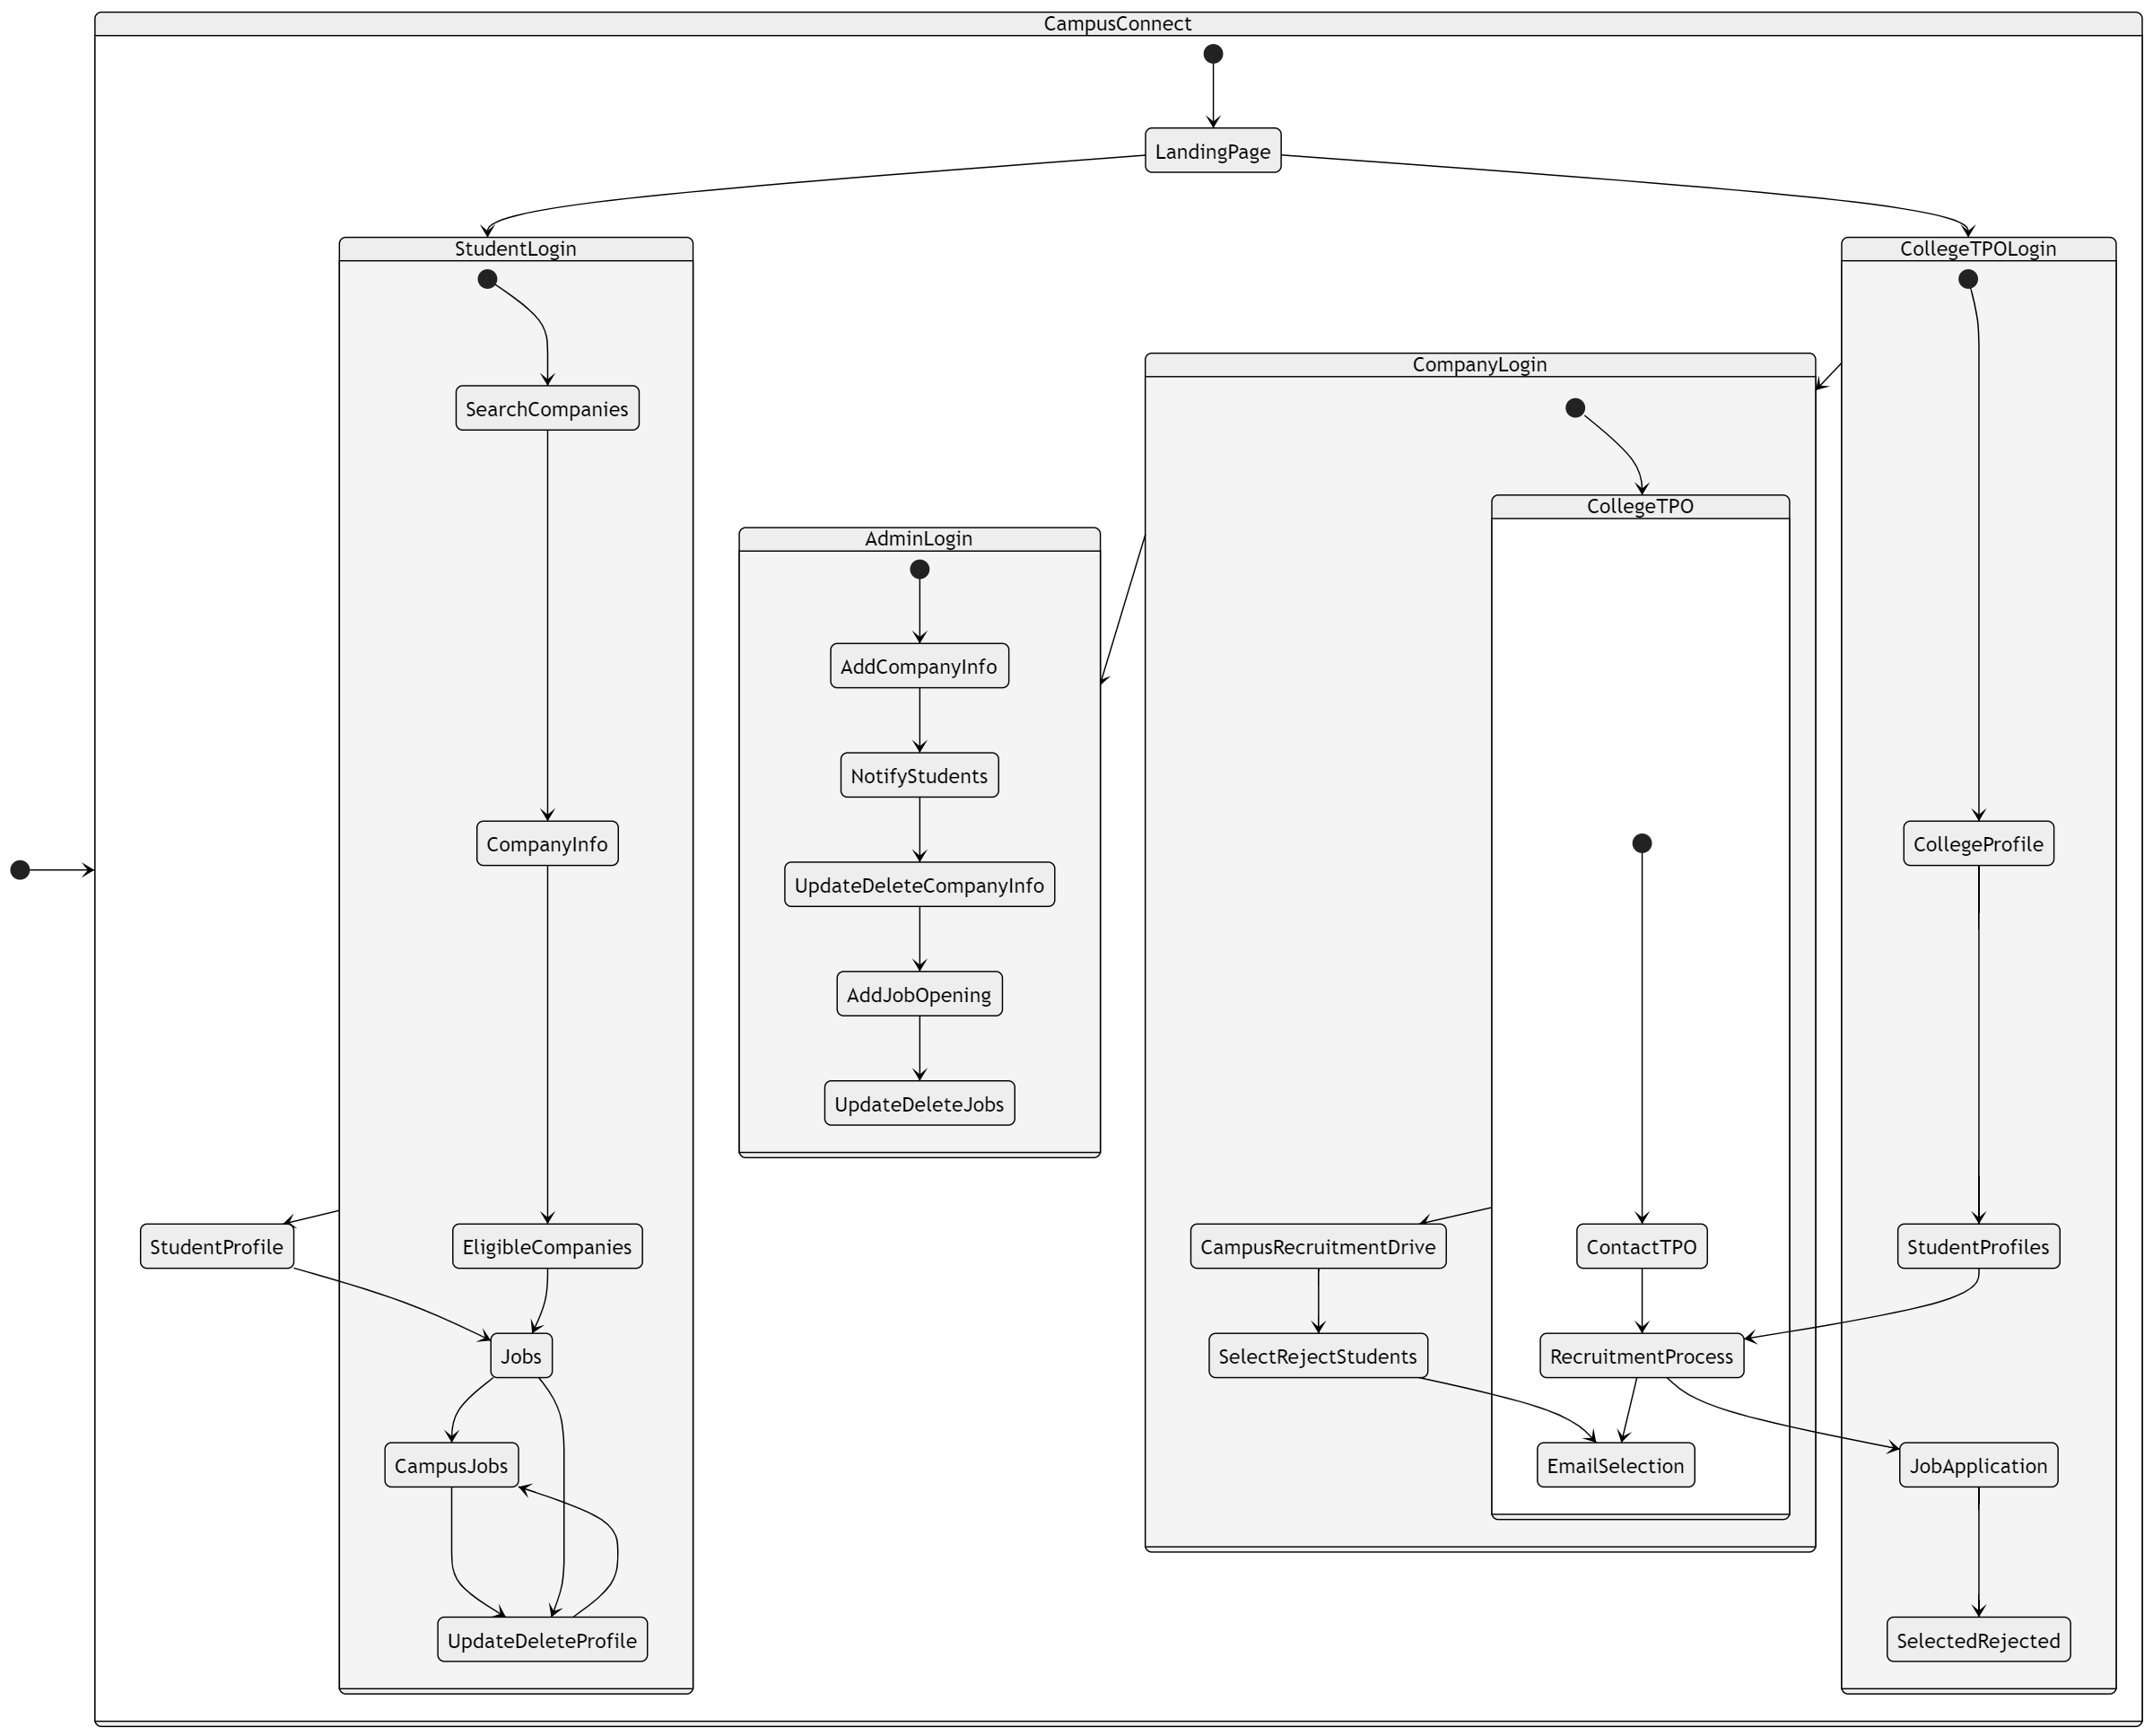 CampusConnect
LandingPage
StudentLogin
CollegeTPOLogin
CompanyLogin
SearchCompanies
CollegeTPO
AdminLogin
AddCompanyInfo
NotifyStudents
CompanyInfo
CollegeProfile
UpdateDeleteCompanyInfo
AddJobOpening
UpdateDeleteJobs
StudentProfile
EligibleCompanies
CampusRecruitmentDrive
ContactTPO
StudentProfiles
Jobs
SelectRejectStudents
RecruitmentProcess
CampusJobs
EmailSelection
JobApplication
UpdateDeleteProfile
SelectedRejected